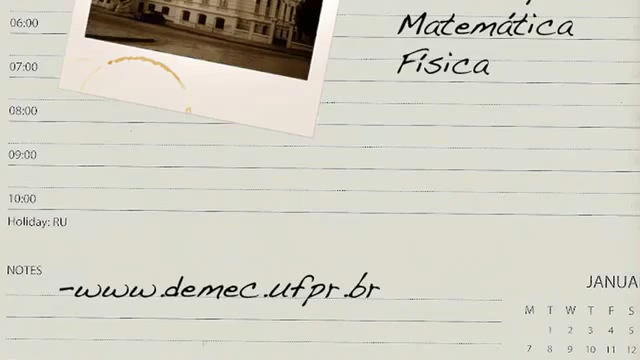 06:00
Matemática
Física
07:00
08:00
09:00
10:00
Holiday: RU
NOTES
-www.demec.ufpr.br
JANUA
M T W T F S
1 2 3 4 5
7 8 9 10 11 12